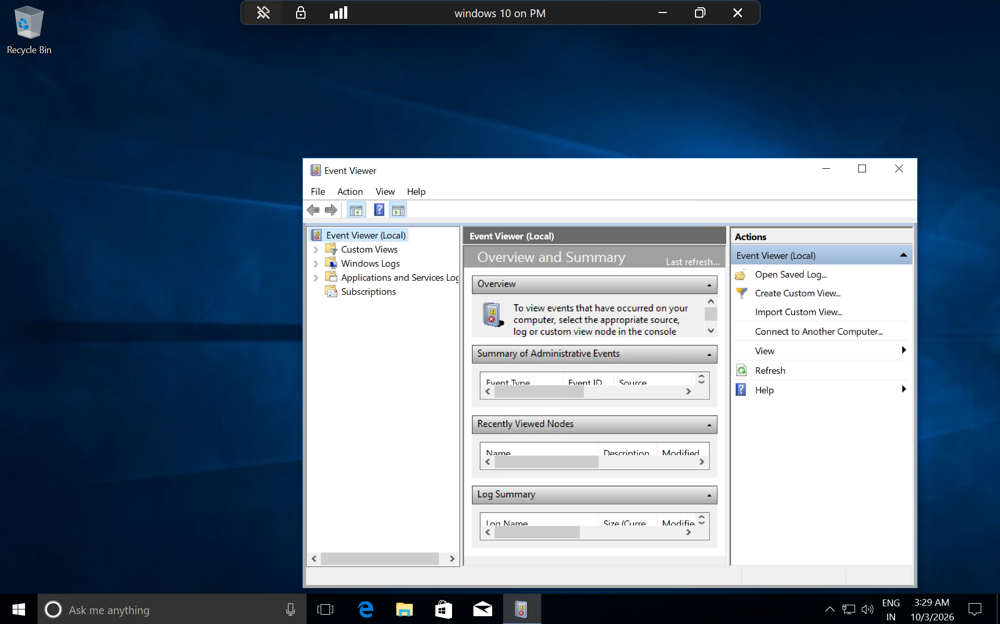 windows 10 on PM
Recycle Bin
Event Viewer
File Action View Help
Event Viewer (Local)
Custom Views
Windows Logs
Applications and Services Log
Subscriptions
Event Viewer (Local)
Overview and Summary
Last refresh...
Overview
To view events that have occurred on your
computer, select the appropriate source,
log or custom view node in the console
Summary of Administrative Events
Event Type Event ID Source
Recently Viewed Nodes
Name Description Modified
Log Summary
Log Name Size (Curre Modified
Actions
Event Viewer (Local)
Open Saved Log...
Create Custom View...
Import Custom View...
Connect to Another Computer...
View
Refresh
Help
Ask me anything
ENG
IN
3:29 AM
10/3/2026